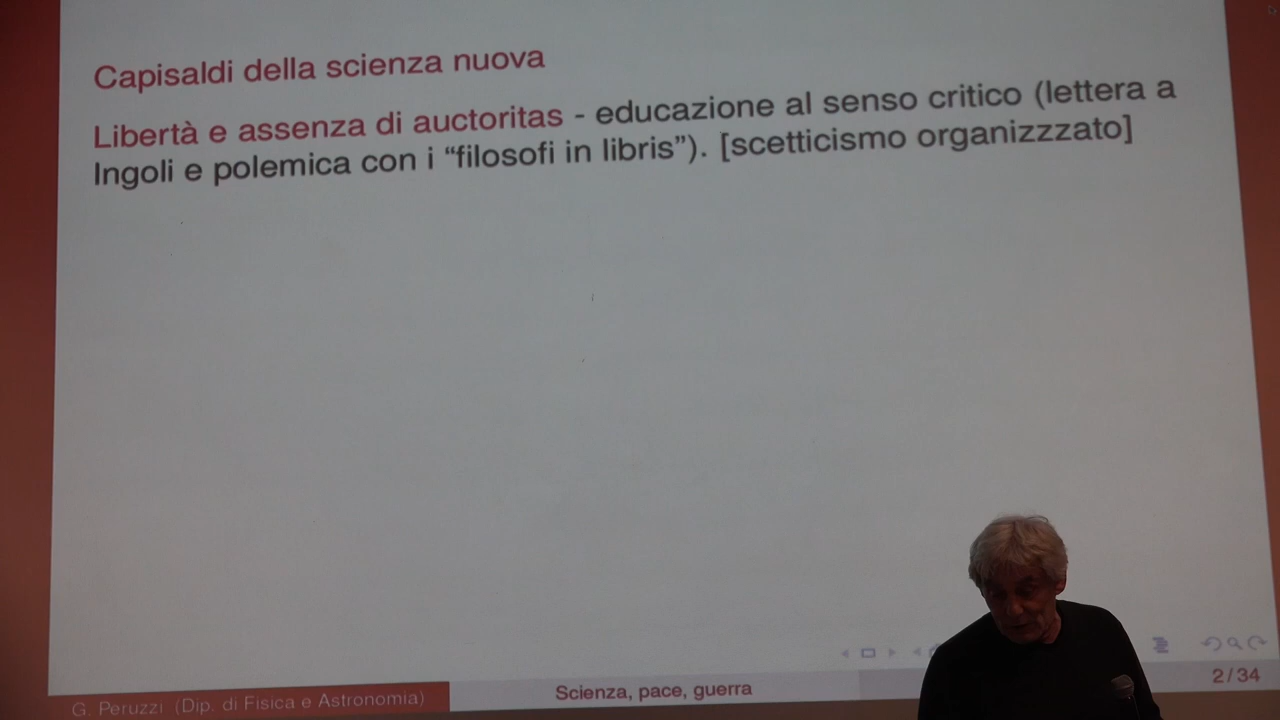 Capisaldi della scienza nuova
Libertà e assenza di auctoritas - educazione al senso critico (lettera a
Ingoli e polemica con i “filosofi in libris”). [scetticismo organizzzato]
G. Peruzzi (Dip. di Fisica e Astronomia)
Scienza, pace, guerra
2/34